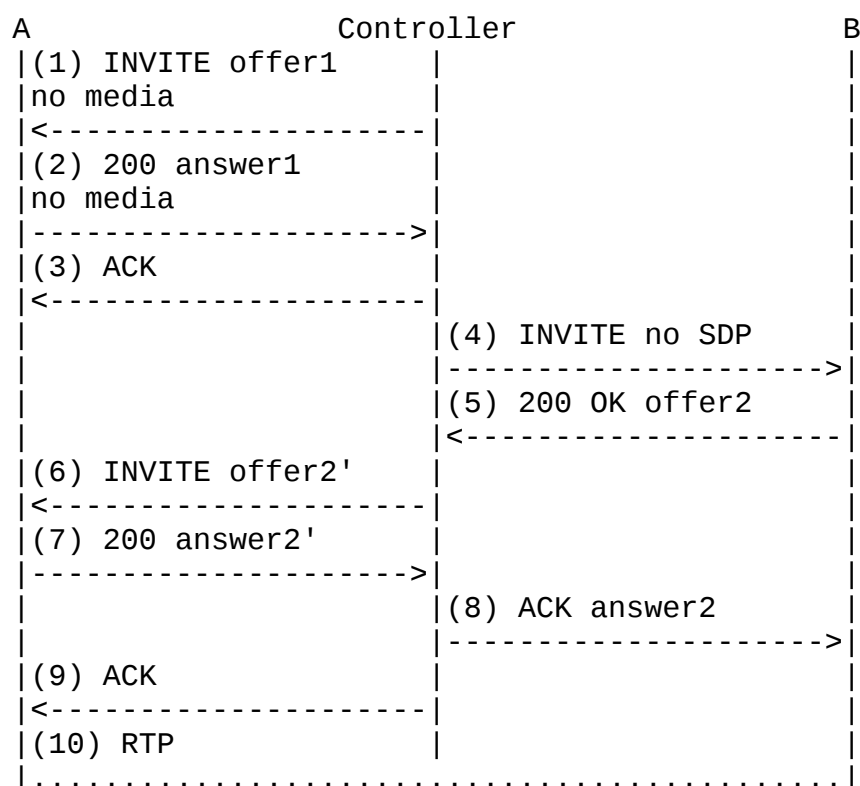 A Controller B
(1) INVITE offer1
no media
(2) 200 answer1
no media
(3) ACK
(4) INVITE no SDP
(5) 200 OK offer2
(6) INVITE offer2'
(7) 200 answer2'
(8) ACK answer2
(9) ACK
(10) RTP